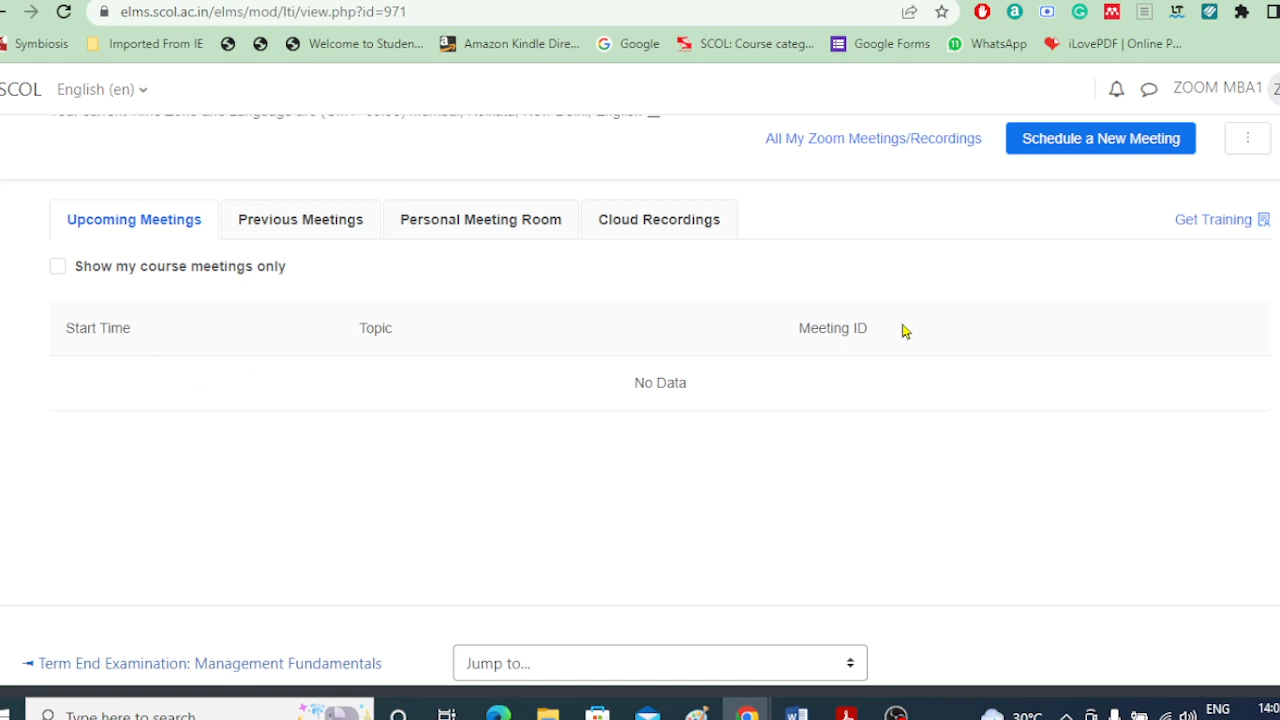 elms.scol.ac.in/elms/mod/lti/view.php?id=971
Symbiosis Imported From IE Welcome to Studen... Amazon Kindle Dire... Google SCOL: Course categ... Google Forms WhatsApp iLovePDF | Online P...
SCOL English (en) ZOOM MBA1
All My Zoom Meetings/Recordings Schedule a New Meeting
Upcoming Meetings Previous Meetings Personal Meeting Room Cloud Recordings Get Training
Show my course meetings only
Start Time Topic Meeting ID
No Data
Term End Examination: Management Fundamentals Jump to...
Type here to search 30°C ENG